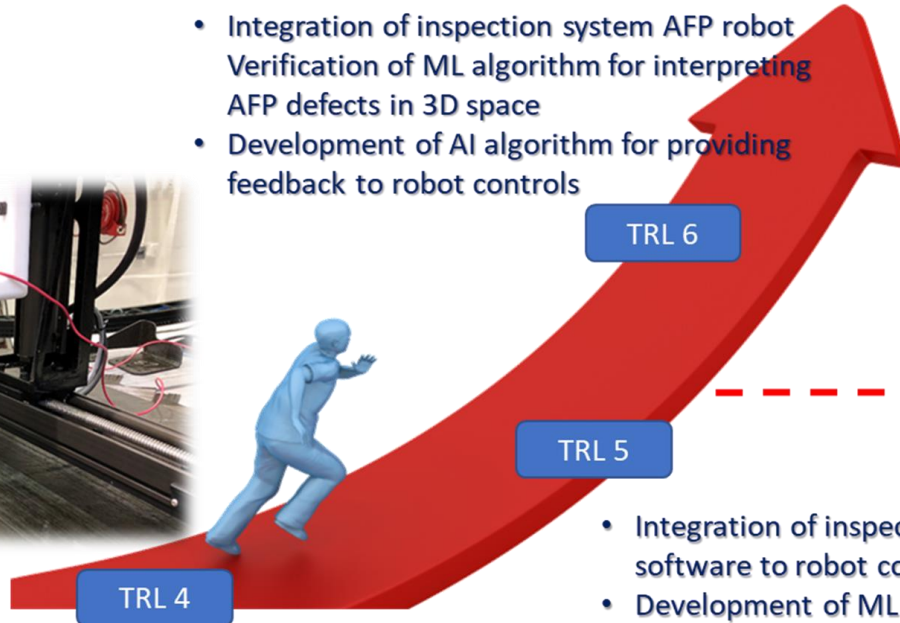 • Integration of inspection system AFP robot
Verification of ML algorithm for interpreting
AFP defects in 3D space
• Development of AI algorithm for providing
feedback to robot controls
TRL 6
TRL 5
• Integration of
software to robot
• Development of ML
TRL 4